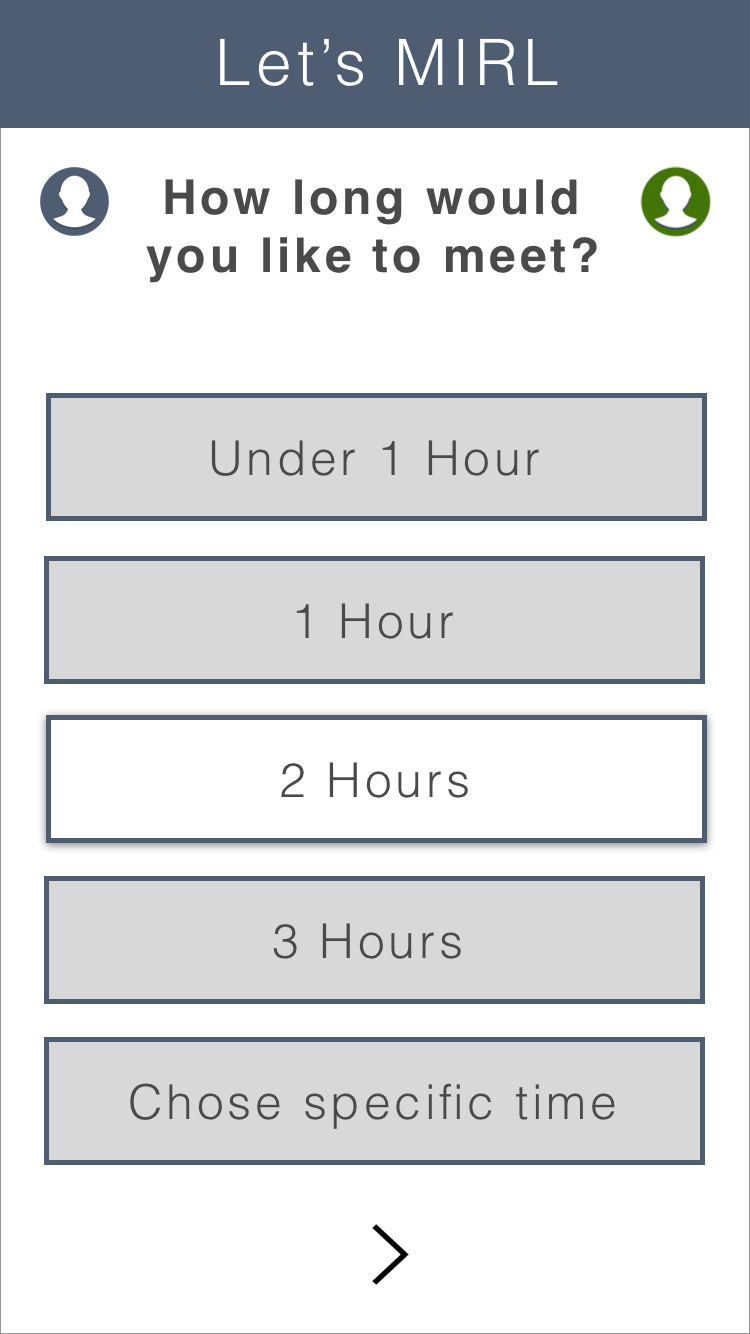 Let’s MIRL
How long would
you like to meet?
Under 1 Hour
1 Hour
2 Hours
3 Hours
Chose specific time